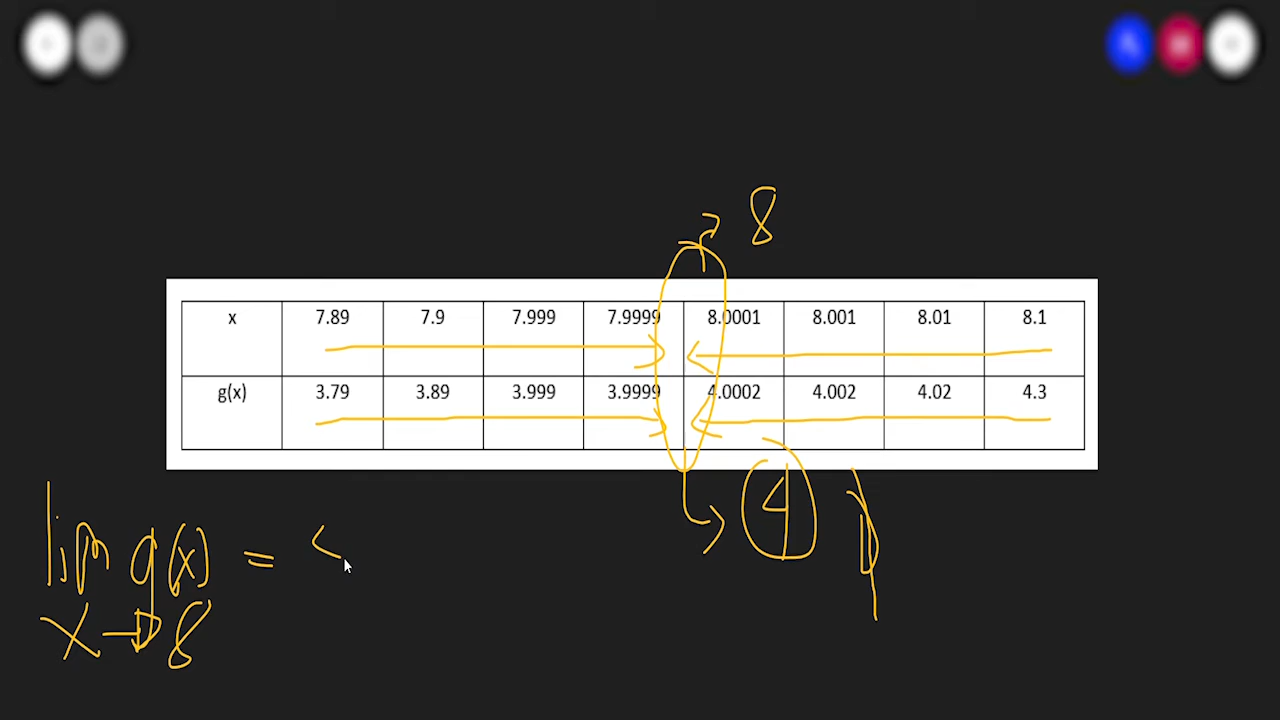 8
x 7.89 7.9 7.999 7.9999 8.0001 8.001 8.01 8.1
g(x) 3.79 3.89 3.999 3.9999 4.0002 4.002 4.02 4.3
4
lim g(x) =
x→8